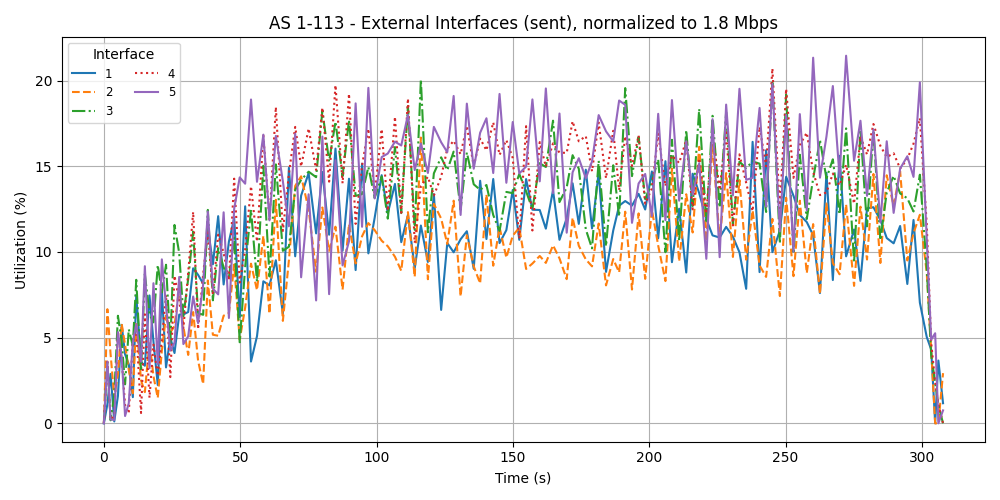 AS 1-113 - External Interfaces (sent), normalized to 1.8 Mbps
Interface
1
2
3
4
5
Utilization (%)
20
15
10
5
0
0 50 100 150 200 250 300
Time (s)